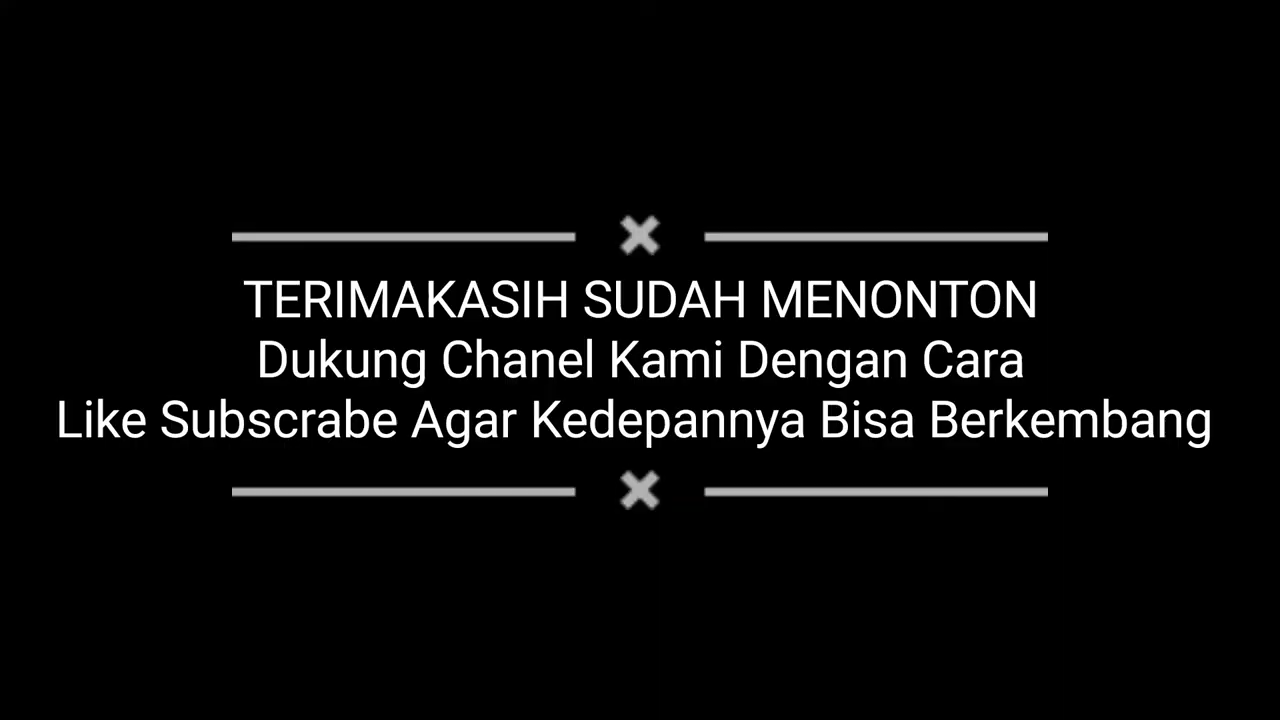 TERIMAKASIH SUDAH MENONTON
Dukung Chanel Kami Dengan Cara
Like Subscrabe Agar Kedepannya Bisa Berkembang